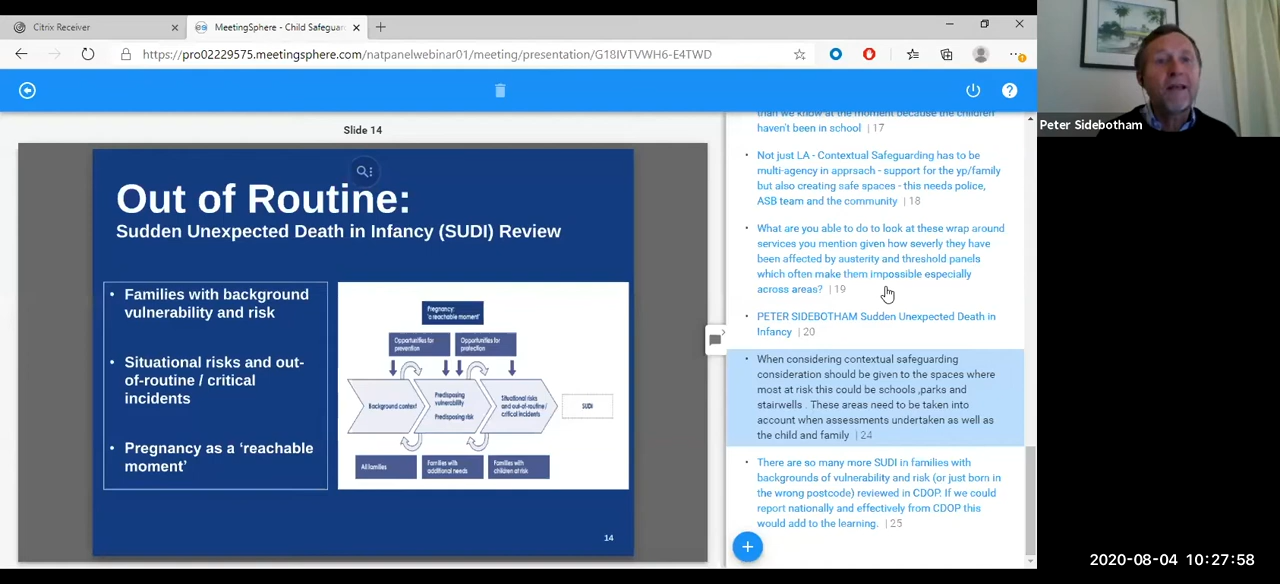 Citrix Receiver
MeetingSphere - Child Safeguar
https://pro02229575.meetingsphere.com/natpanelwebinar01/meeting/presentation/G18IVTVWH6-E4TWD
Slide 14
Out of Routine:
Sudden Unexpected Death in Infancy (SUDI) Review
• Families with background
vulnerability and risk
• Situational risks and out-
of-routine / critical
incidents
• Pregnancy as a ‘reachable
moment’
Pregnancy:
'a reachable moment'
Opportunities for
prevention
Opportunities for
protection
Background context
Predisposing
vulnerability
Predisposing risk
Situational risks
and out-of-routine /
critical incidents
SUDI
All families
Families with
additional needs
Families with
children at risk
14
than we know at the moment because the children
haven't been in school | 17
• Not just LA - Contextual Safeguarding has to be
multi-agency in apprach - support for the yp/family
but also creating safe spaces - this needs police,
ASB team and the community | 18
• What are you able to do to look at these wrap around
services you mention given how severly they have
been affected by austerity and threshold panels
which often make them impossible especially
across areas? | 19
• PETER SIDEBOTHAM Sudden Unexpected Death in
Infancy | 20
• When considering contextual safeguarding
consideration should be given to the spaces where
most at risk this could be schools ,parks and
stairwells . These areas need to be taken into
account when assessments undertaken as well as
the child and family | 24
• There are so many more SUDI in families with
backgrounds of vulnerability and risk (or just born in
the wrong postcode) reviewed in CDOP. If we could
report nationally and effectively from CDOP this
would add to the learning. | 25
Peter Sidebotham
2020-08-04 10:27:58